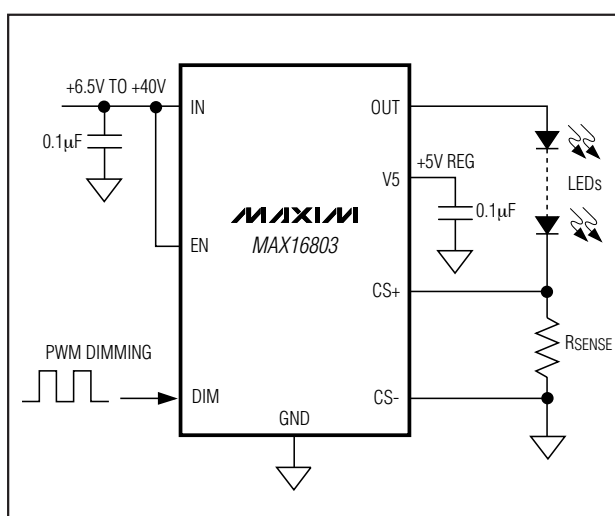 +6.5V TO +40V
IN
OUT
0.1µF
+5V REG
V5
LEDs
0.1µF
MAXIM
MAX16803
EN
CS+
RSENSE
PWM DIMMING
DIM
CS-
GND